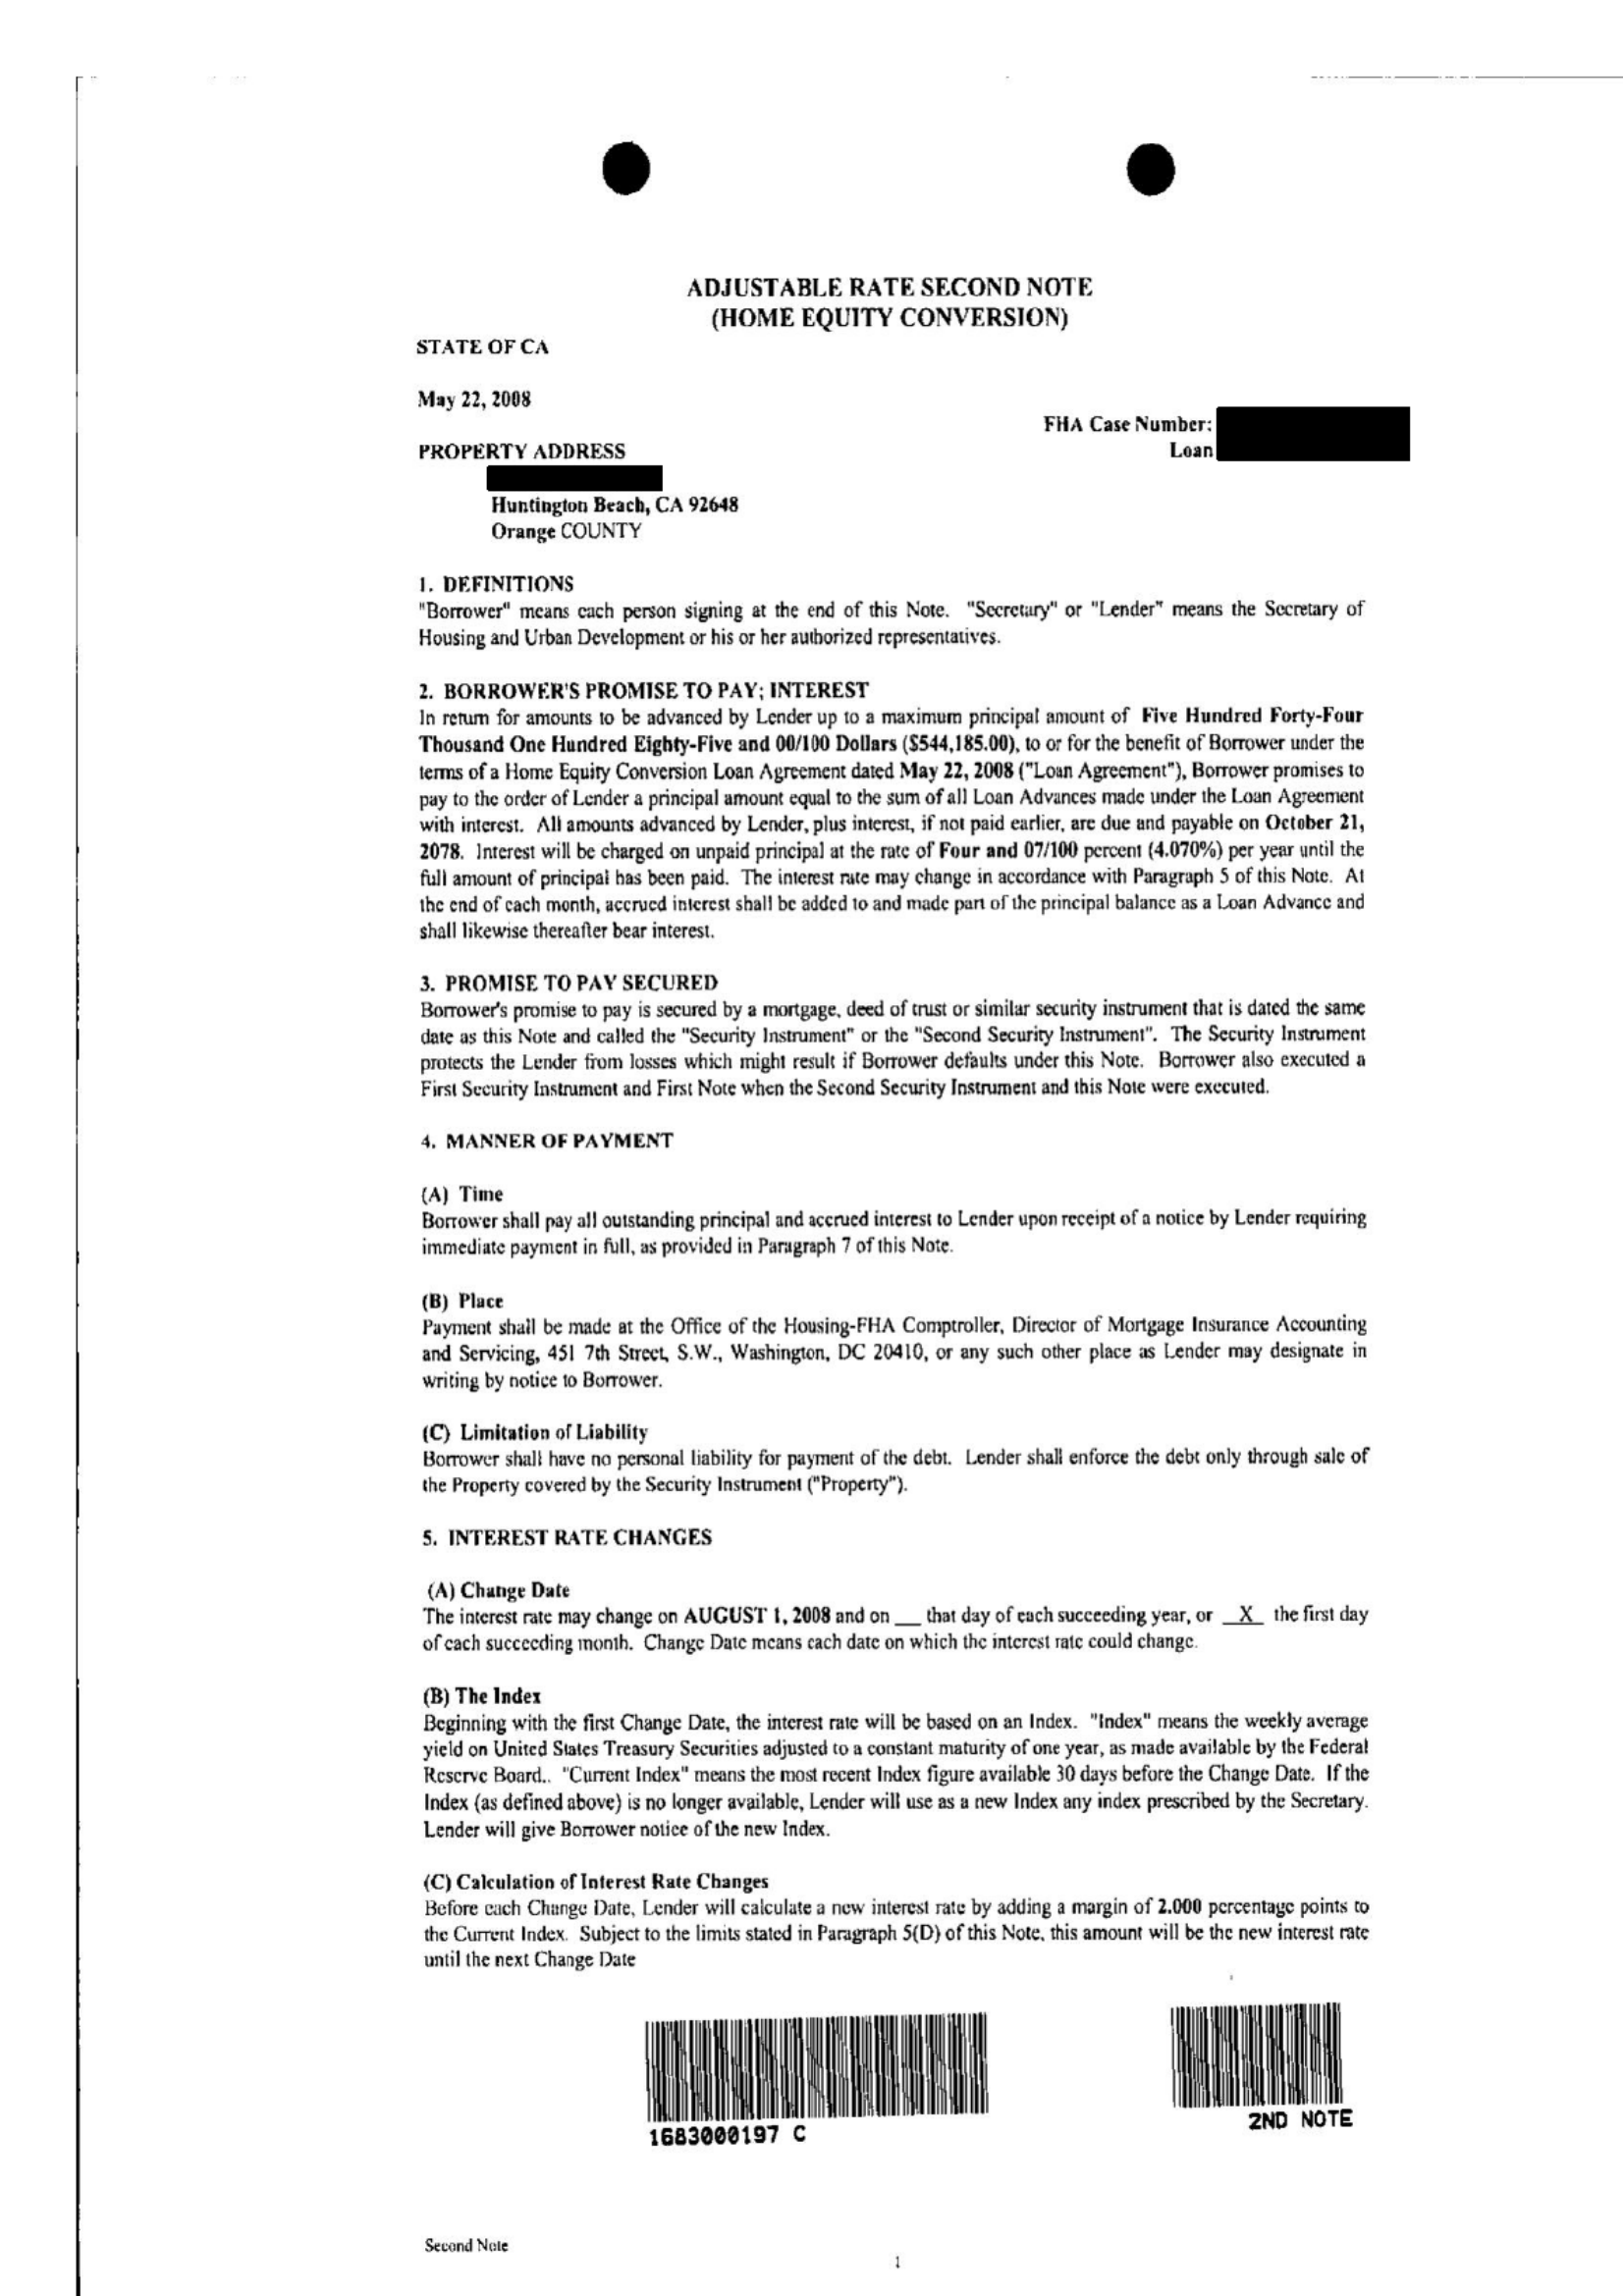 ADJUSTABLE RATE SECOND NOTE
(HOME EQUITY CONVERSION)
STATE OF CA
May 22, 2008
FHA Case Number:
Loan
PROPERTY ADDRESS
Huntington Beach, CA 92648
Orange COUNTY
1. DEFINITIONS
"Borrower" means each person signing at the end of this Note. "Secretary" or "Lender" means the Secretary of
Housing and Urban Development or his or her authorized representatives.
2. BORROWER'S PROMISE TO PAY; INTEREST
In return for amounts to be advanced by Lender up to a maximum principal amount of Five Hundred Forty-Four
Thousand One Hundred Eighty-Five and 00/100 Dollars ($544,185.00), to or for the benefit of Borrower under the
terms of a Home Equity Conversion Loan Agreement dated May 22, 2008 ("Loan Agreement"), Borrower promises to
pay to the order of Lender a principal amount equal to the sum of all Loan Advances made under the Loan Agreement
with interest. All amounts advanced by Lender, plus interest, if not paid earlier, are due and payable on October 21,
2078. Interest will be charged on unpaid principal at the rate of Four and 07/100 percent (4.070%) per year until the
full amount of principal has been paid. The interest rate may change in accordance with Paragraph 5 of this Note. At
the end of each month, accrued interest shall be added to and made part of the principal balance as a Loan Advance and
shall likewise thereafter bear interest.
3. PROMISE TO PAY SECURED
Borrower's promise to pay is secured by a mortgage, deed of trust or similar security instrument that is dated the same
date as this Note and called the "Security Instrument" or the "Second Security Instrument". The Security Instrument
protects the Lender from losses which might result if Borrower defaults under this Note. Borrower also executed a
First Security Instrument and First Note when the Second Security Instrument and this Note were executed.
4. MANNER OF PAYMENT
(A) Time
Borrower shall pay all outstanding principal and accrued interest to Lender upon receipt of a notice by Lender requiring
immediate payment in full, as provided in Paragraph 7 of this Note.
(B) Place
Payment shall be made at the Office of the Housing-FHA Comptroller, Director of Mortgage Insurance Accounting
and Servicing, 451 7th Street, S.W., Washington, DC 20410, or any such other place as Lender may designate in
writing by notice to Borrower.
(C) Limitation of Liability
Borrower shall have no personal liability for payment of the debt. Lender shall enforce the debt only through sale of
the Property covered by the Security Instrument ("Property").
5. INTEREST RATE CHANGES
(A) Change Date
The interest rate may change on AUGUST 1, 2008 and on __ that day of each succeeding year, or _X_ the first day
of each succeeding month. Change Date means each date on which the interest rate could change.
(B) The Index
Beginning with the first Change Date, the interest rate will be based on an Index. "Index" means the weekly average
yield on United States Treasury Securities adjusted to a constant maturity of one year, as made available by the Federal
Reserve Board.. "Current Index" means the most recent Index figure available 30 days before the Change Date. If the
Index (as defined above) is no longer available, Lender will use as a new Index any index prescribed by the Secretary.
Lender will give Borrower notice of the new Index.
(C) Calculation of Interest Rate Changes
Before each Change Date, Lender will calculate a new interest rate by adding a margin of 2.000 percentage points to
the Current Index. Subject to the limits stated in Paragraph 5(D) of this Note, this amount will be the new interest rate
until the next Change Date
1683000197 C
2ND NOTE
Second Note
1